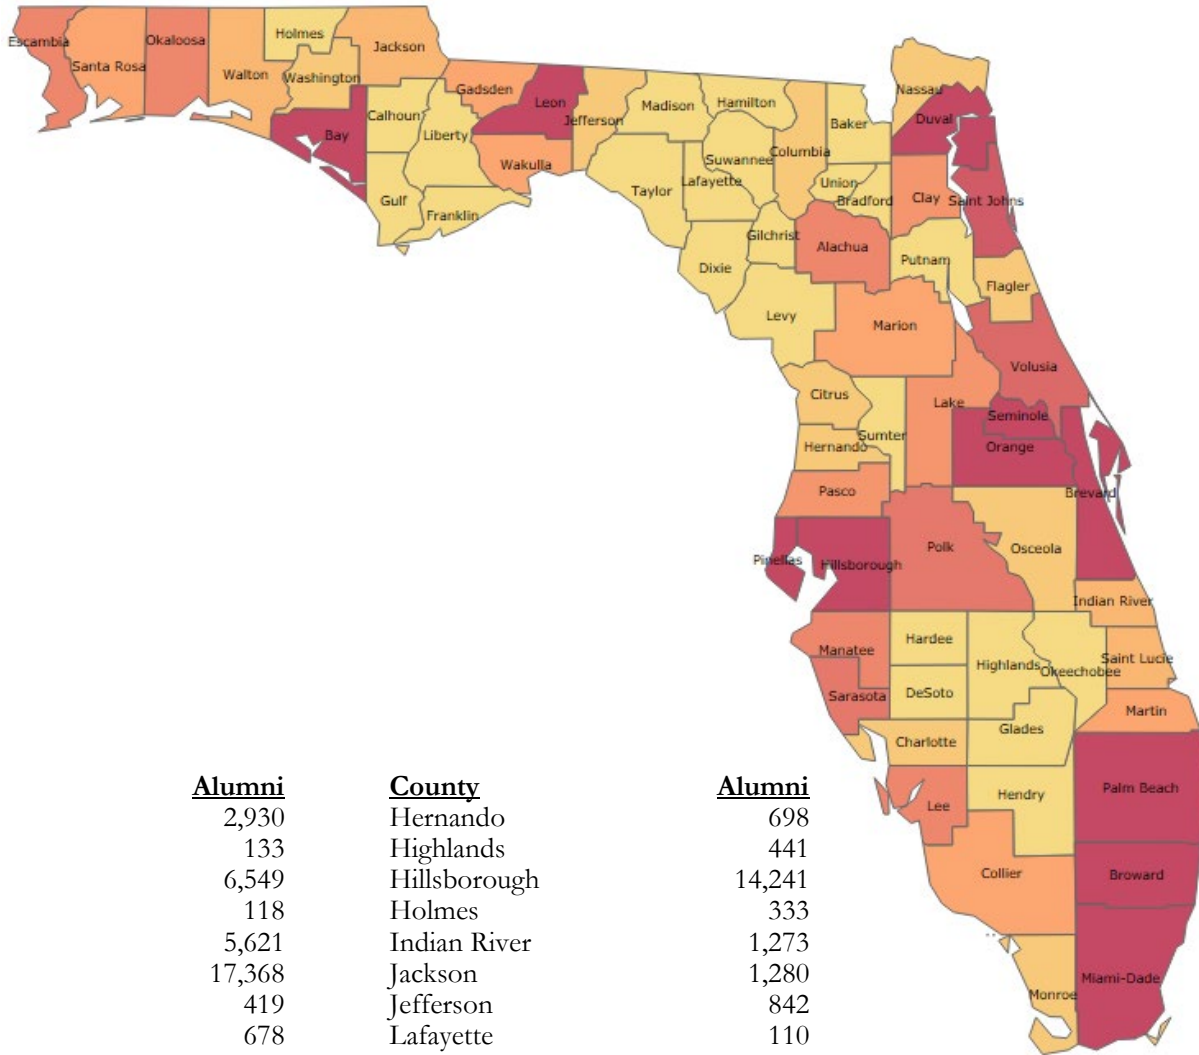 Escambia
Santa Rosa
Okaloosa
Walton
Holmes
Washington
Jackson
Bay
Calhoun
Gulf
Liberty
Franklin
Gadsden
Leon
Wakulla
Jefferson
Madison
Taylor
Hamilton
Suwannee
Lafayette
Columbia
Dixie
Gilchrist
Baker
Union
Bradford
Nassau
Duval
Clay
Saint Johns
Alachua
Putnam
Flagler
Levy
Marion
Volusia
Citrus
Lake
Seminole
Sumter
Orange
Hernando
Pasco
Brevard
Pinellas
Hillsborough
Polk
Osceola
Indian River
Manatee
Hardee
Highlands
Okeechobee
Saint Lucie
Sarasota
DeSoto
Martin
Charlotte
Glades
Lee
Hendry
Palm Beach
Collier
Broward
Monroe
Miami-Dade
Alumni County Alumni
2,930 Hernando 698
133 Highlands 441
6,549 Hillsborough 14,241
118 Holmes 333
5,621 Indian River 1,273
17,368 Jackson 1,280
419 Jefferson 842
678 Lafayette 110